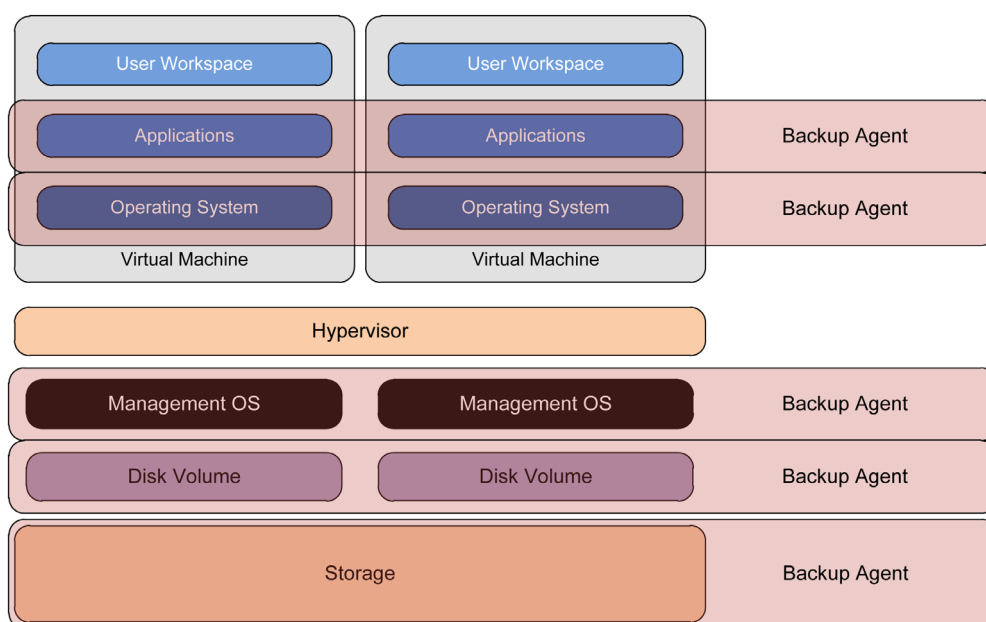 User Workspace User Workspace
Applications Applications Backup Agent
Operating System Operating System Backup Agent
Virtual Machine Virtual Machine
Hypervisor
Management OS Management OS Backup Agent
Disk Volume Disk Volume Backup Agent
Storage Backup Agent